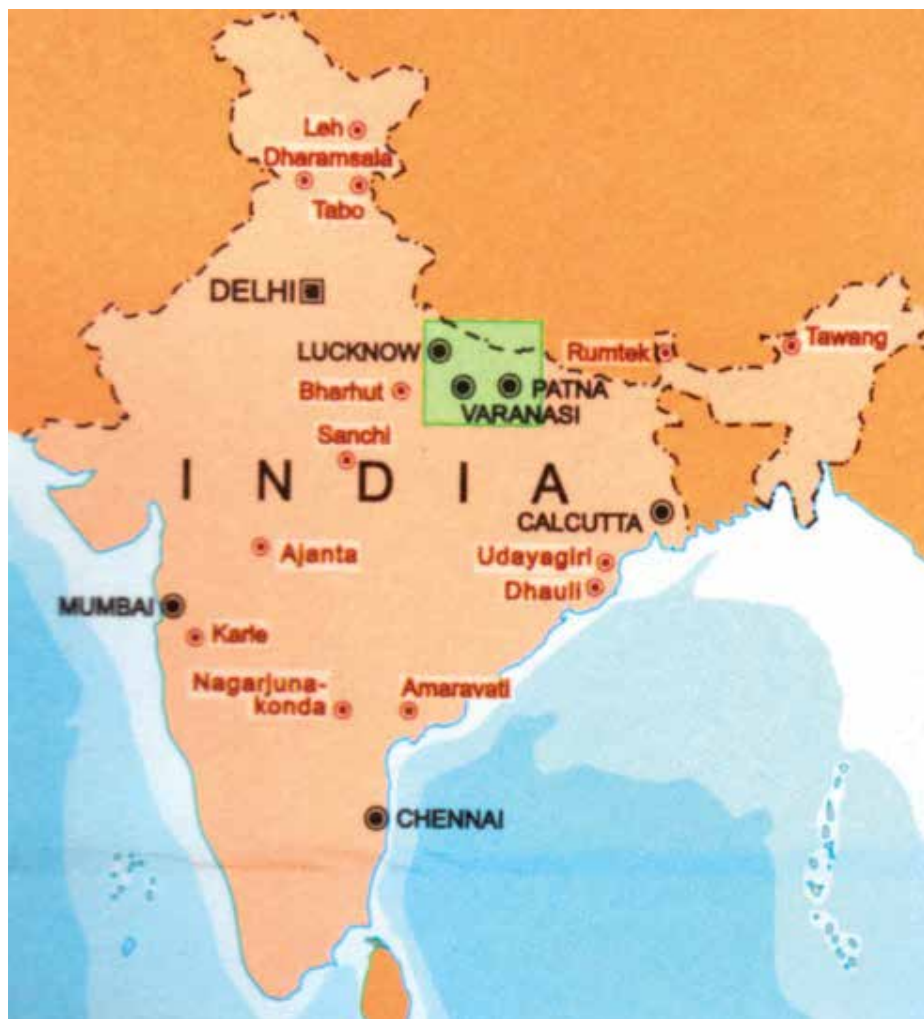 Leh
Dharamsala
Tabo
DELHI
LUCKNOW
Rumtek
Tawang
Bharhut
PATNA
VARANASI
Sanchi
INDIA
CALCUTTA
Ajanta
Udayagiri
Dhauli
MUMBAI
Karle
Nagarjuna-
konda
Amaravati
CHENNAI